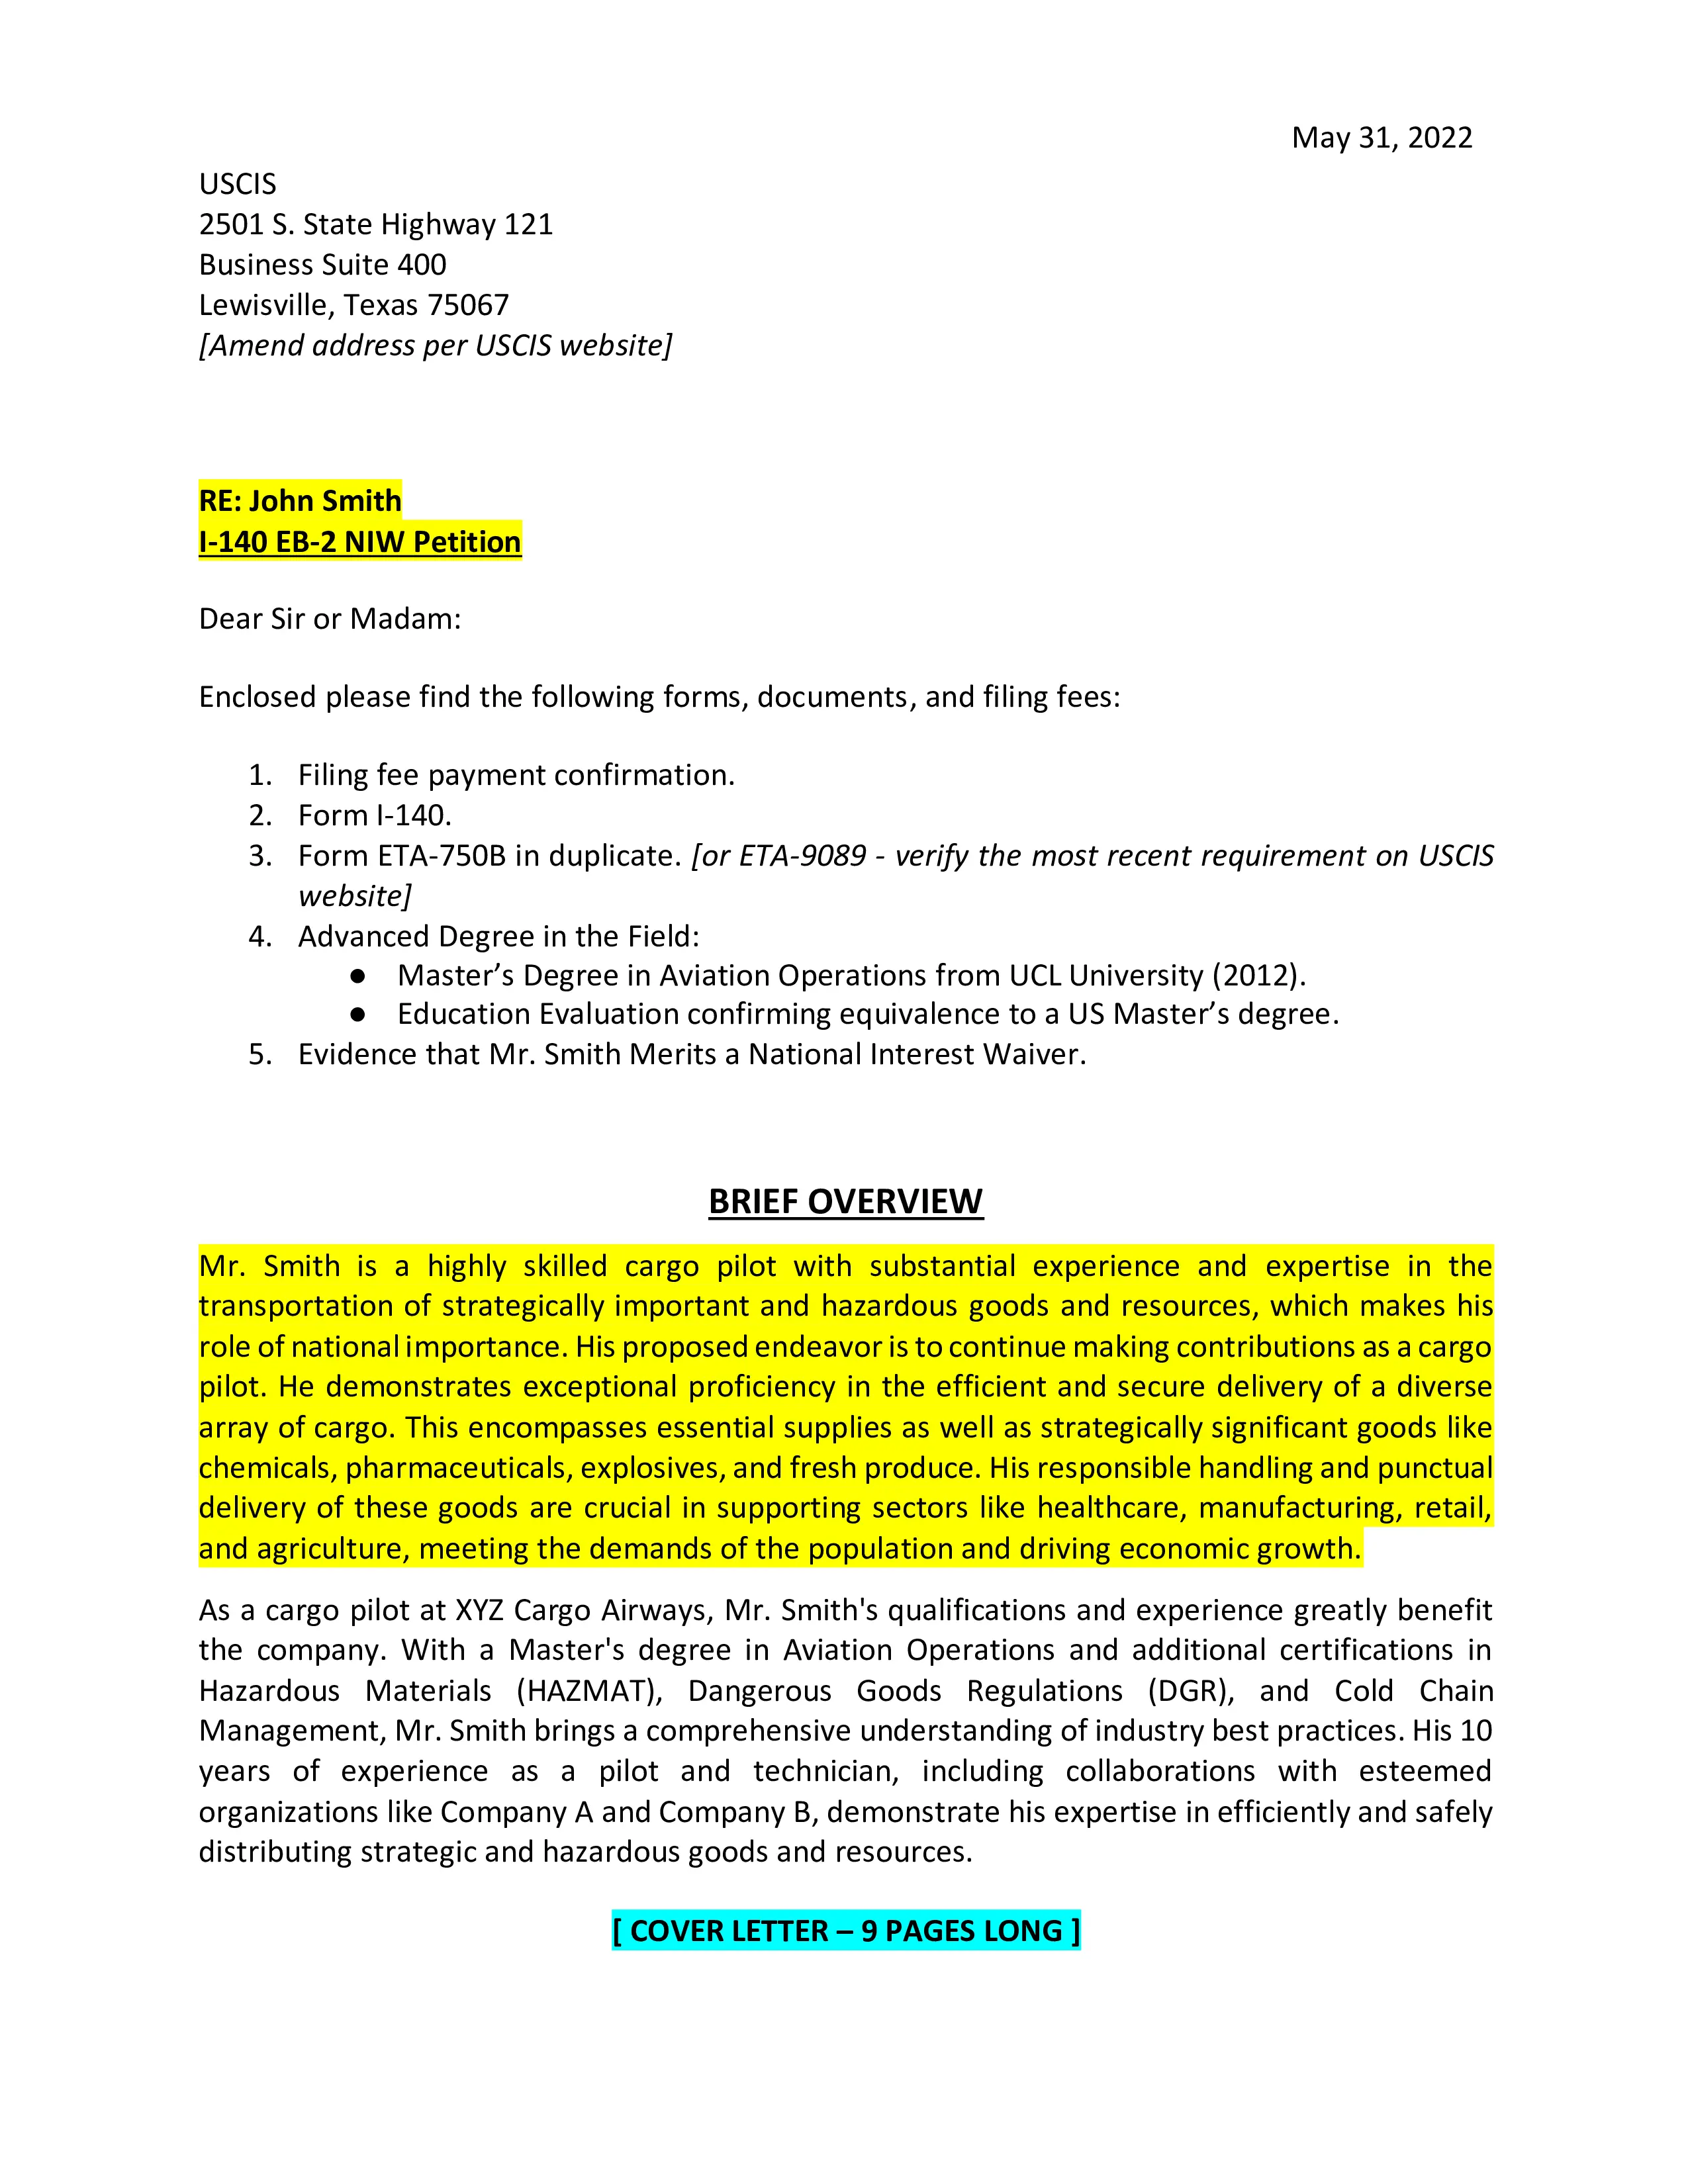 May 31, 2022
USCIS
2501 S. State Highway 121
Business Suite 400
Lewisville, Texas 75067
[Amend address per USCIS website]
RE: John Smith
I-140 EB-2 NIW Petition
Dear Sir or Madam:
Enclosed please find the following forms, documents, and filing fees:
1. Filing fee payment confirmation.
2. Form I-140.
3. Form ETA-750B in duplicate. [or ETA-9089 - verify the most recent requirement on USCIS
website]
4. Advanced Degree in the Field:
● Master’s Degree in Aviation Operations from UCL University (2012).
● Education Evaluation confirming equivalence to a US Master’s degree.
5. Evidence that Mr. Smith Merits a National Interest Waiver.
BRIEF OVERVIEW
Mr. Smith is a highly skilled cargo pilot with substantial experience and expertise in the
transportation of strategically important and hazardous goods and resources, which makes his
role of national importance. His proposed endeavor is to continue making contributions as a cargo
pilot. He demonstrates exceptional proficiency in the efficient and secure delivery of a diverse
array of cargo. This encompasses essential supplies as well as strategically significant goods like
chemicals, pharmaceuticals, explosives, and fresh produce. His responsible handling and punctual
delivery of these goods are crucial in supporting sectors like healthcare, manufacturing, retail,
and agriculture, meeting the demands of the population and driving economic growth.
As a cargo pilot at XYZ Cargo Airways, Mr. Smith's qualifications and experience greatly benefit
the company. With a Master's degree in Aviation Operations and additional certifications in
Hazardous Materials (HAZMAT), Dangerous Goods Regulations (DGR), and Cold Chain
Management, Mr. Smith brings a comprehensive understanding of industry best practices. His 10
years of experience as a pilot and technician, including collaborations with esteemed
organizations like Company A and Company B, demonstrate his expertise in efficiently and safely
distributing strategic and hazardous goods and resources.
[ COVER LETTER – 9 PAGES LONG ]